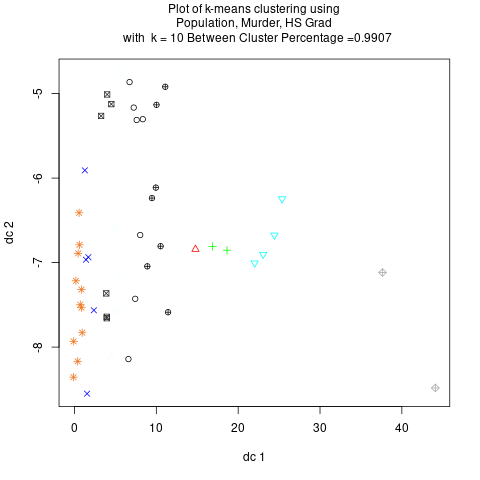 Plot of k-means clustering using
Population, Murder, HS Grad
with  k = 10 Between Cluster Percentage =0.9907
-5
-6
-7
-8
dc 2
0
10
20
30
40
dc 1